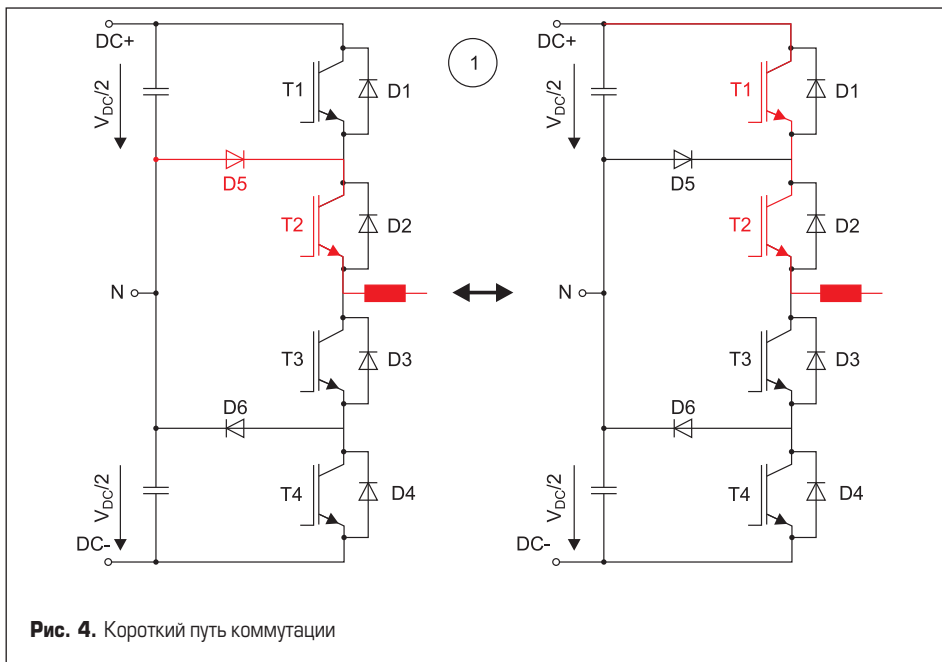 DC+
V_DC/2
T1
D1
D5
T2
D2
N
T3
D3
D6
V_DC/2
T4
D4
DC-
1
DC+
V_DC/2
T1
D1
D5
T2
D2
N
T3
D3
D6
V_DC/2
T4
D4
DC-
Рис. 4. Короткий путь коммутации